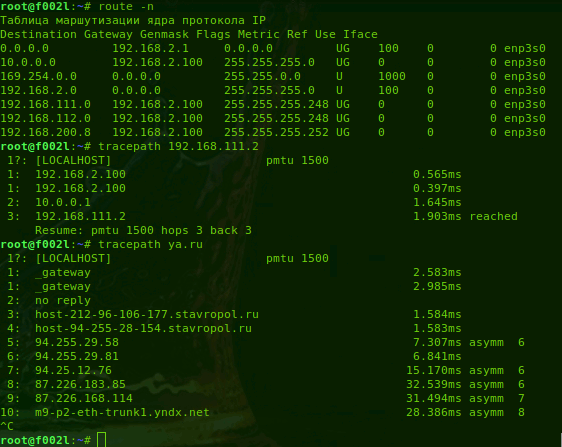 root@f002l:~# route -n
Таблица маршутизации ядра протокола IP
Destination Gateway Genmask Flags Metric Ref Use Iface
0.0.0.0         192.168.2.1     0.0.0.0         UG    100    0        0 enp3s0
10.0.0.0        192.168.2.100   255.255.255.0   UG    0      0        0 enp3s0
169.254.0.0     0.0.0.0         255.255.0.0     U     1000   0        0 enp3s0
192.168.2.0     0.0.0.0         255.255.255.0   U     100    0        0 enp3s0
192.168.111.0   192.168.2.100   255.255.255.248 UG    0      0        0 enp3s0
192.168.112.0   192.168.2.100   255.255.255.248 UG    0      0        0 enp3s0
192.168.200.8   192.168.2.100   255.255.255.252 UG    0      0        0 enp3s0
root@f002l:~# tracepath 192.168.111.2
 1?: [LOCALHOST]                      pmtu 1500
 1:  192.168.2.100                                         0.565ms
 1:  192.168.2.100                                         0.397ms
 2:  10.0.0.1                                              1.645ms
 3:  192.168.111.2                                         1.903ms reached
     Resume: pmtu 1500 hops 3 back 3
root@f002l:~# tracepath ya.ru
 1?: [LOCALHOST]                      pmtu 1500
 1:  _gateway                                              2.583ms
 1:  _gateway                                              2.985ms
 2:  no reply
 3:  host-212-96-106-177.stavropol.ru                      1.584ms
 4:  host-94-255-28-154.stavropol.ru                       1.583ms
 5:  94.255.29.58                                          7.307ms asymm  6
 6:  94.255.29.81                                          6.841ms
 7:  94.25.12.76                                          15.170ms asymm  6
 8:  87.226.183.85                                        32.539ms asymm  6
 9:  87.226.168.114                                       31.494ms asymm  7
10:  m9-p2-eth-trunk1.yndx.net                            28.386ms asymm  8
^C
root@f002l:~#